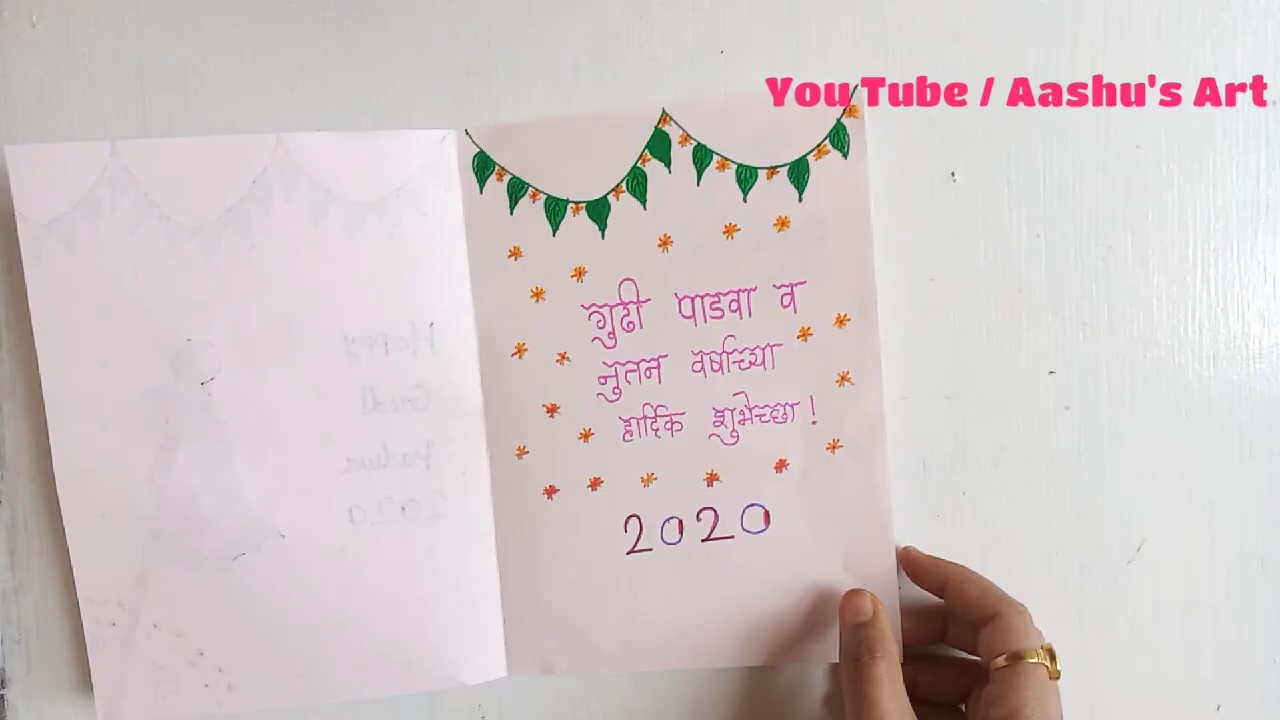 YouTube / Aashu's Art
गुढी पाडवा व
नुतन वर्षाच्या
हार्दिक शुभेच्छा!
2020